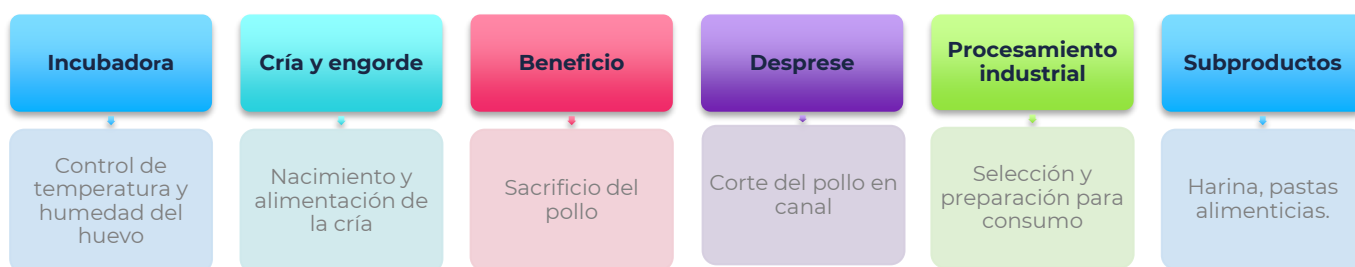 Incubadora
Control de
temperatura y
humedad del
huevo
Cría y engorde
Nacimiento y
alimentación de
la cría
Beneficio
Sacrificio del
pollo
Desprese
Corte del pollo en
canal
Procesamiento
industrial
Selección y
preparación para
consumo
Subproductos
Harina, pastas
alimenticias.